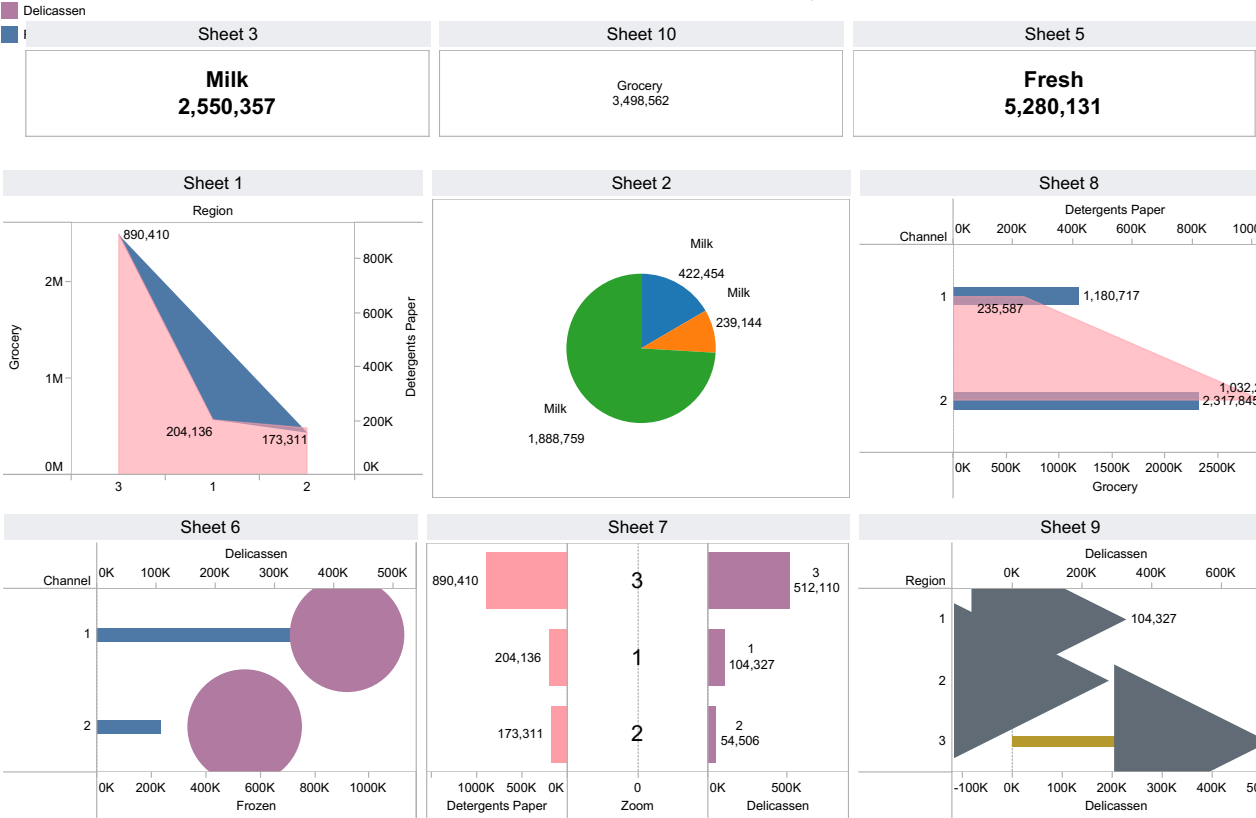 Delicassen
Sheet 3
Sheet 10
Sheet 5
Milk
2,550,357
Grocery
3,498,562
Fresh
5,280,131
Sheet 1
Region
890,410
2M
1M
0M
Grocery
204,136
173,311
800K
600K
400K
200K
0K
Detergents Paper
3 1 2
Sheet 2
Milk
422,454
Milk
239,144
Milk
1,888,759
Sheet 8
Detergents Paper
Channel
0K 200K 400K 600K 800K
1
1,180,717
235,587
2
2,317,845
0K 500K 1000K 1500K 2000K 2500K
Grocery
Sheet 6
Delicassen
Channel
0K 100K 200K 300K 400K 500K
1
2
0K 200K 400K 600K 800K 1000K
Frozen
Sheet 7
890,410
3
3
512,110
204,136
1
1
104,327
173,311
2
2
54,506
1000K 500K 0K
0
0K 500K
Detergents Paper
Zoom
Delicassen
Sheet 9
Delicassen
Region
0K 200K 400K 600K
1
104,327
2
3
-100K 0K 100K 200K 300K 400K
Delicassen